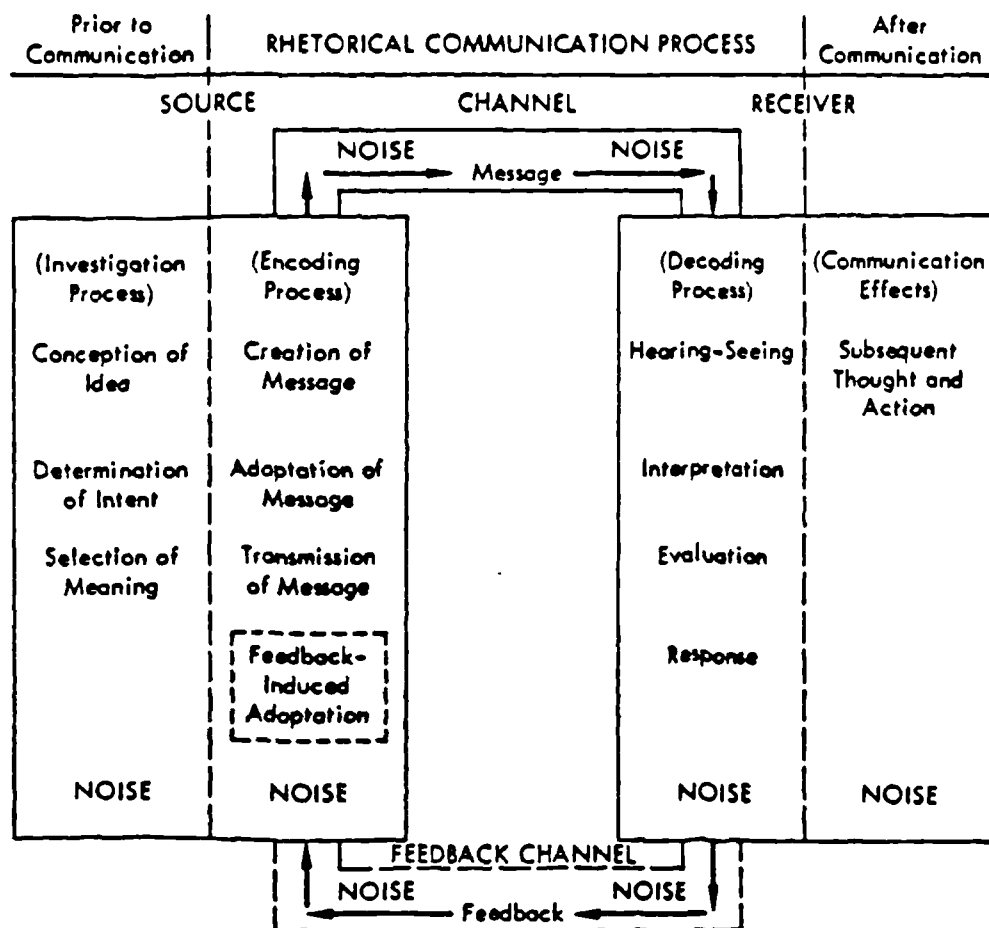 Prior to
Communication
RHETORICAL COMMUNICATION PROCESS
After
Communication
SOURCE
CHANNEL
RECEIVER
NOISE
NOISE
Message
(Investigation
Process)
Conception of
Idea
Determination
of Intent
Selection of
Meaning
NOISE
(Encoding
Process)
Creation of
Message
Adaptation of
Message
Transmission
of Message
Feedback-
Induced
Adaptation
NOISE
(Decoding
Process)
Hearing-Seeing
Interpretation
Evaluation
Response
NOISE
(Communication
Effects)
Subsequent
Thought and
Action
NOISE
FEEDBACK CHANNEL
NOISE
NOISE
Feedback